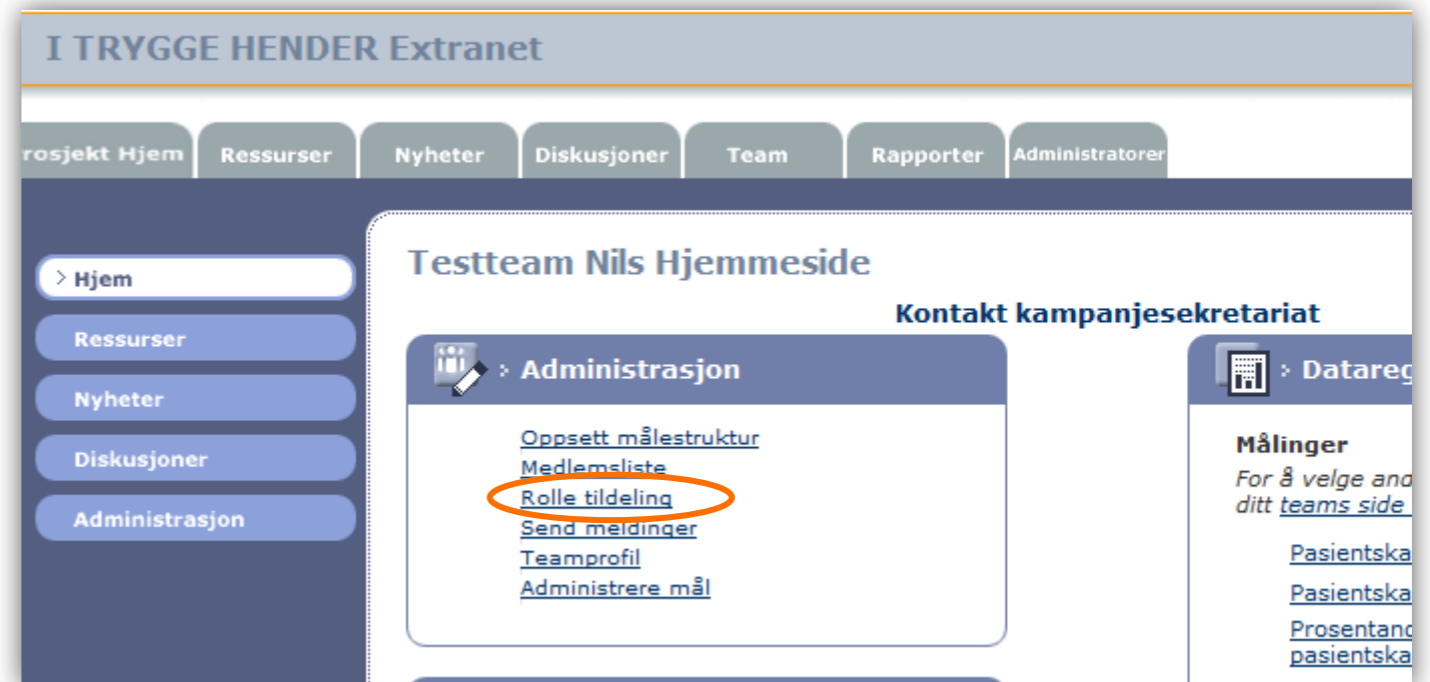 I TRYGGE HENDER Extranet
rosjekt Hjem Ressurser Nyheter Diskusjoner Team Rapporter Administratorer
> Hjem
Ressurser
Nyheter
Diskusjoner
Administrasjon
Testteam Nils Hjemmeside
Kontakt kampanjesekretariat
Administrasjon
Oppsett målestruktur
Medlemsliste
Rolle tildeling
Send meldinger
Teamprofil
Administrere mål
Datareg
Målinger
For å velge and
ditt teams side
Pasientska
Pasientska
Prosentand
pasientska